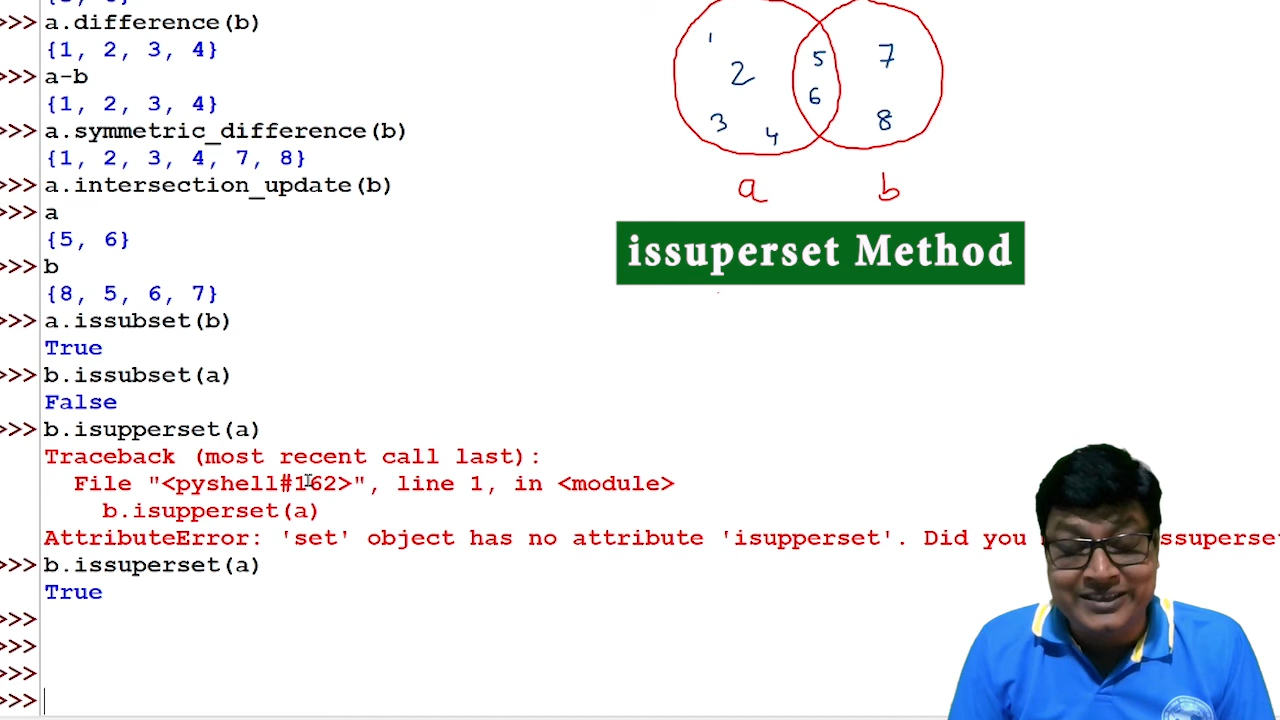 >>> a.difference(b)
{1, 2, 3, 4}
>>> a-b
{1, 2, 3, 4}
>>> a.symmetric_difference(b)
{1, 2, 3, 4, 7, 8}
>>> a.intersection_update(b)
>>> a
{5, 6}
>>> b
{8, 5, 6, 7}
>>> a.issubset(b)
True
>>> b.issubset(a)
False
>>> b.isupperset(a)
Traceback (most recent call last):
File "<pyshell#162>", line 1, in <module>
b.isupperset(a)
AttributeError: 'set' object has no attribute 'isupperset'. Did you
>>> b.issuperset(a)
True
>>>
>>>
>>>
>>>
1
2
3
4
5
6
7
8
a
b
issuperset Method